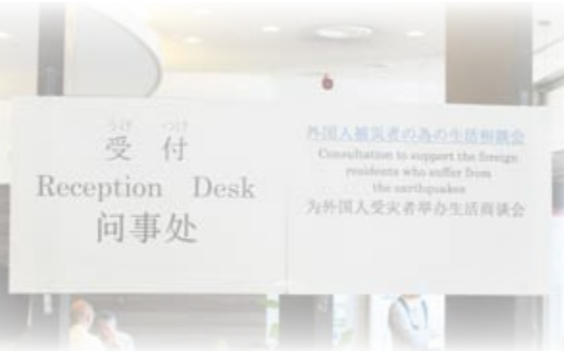 うけ つけ
受 付
Reception Desk
问事处
外国人被災者の為の生活相談会
Consultation to support the foreign
residents who suffer from
the earthquakes
为外国人受灾者举办生活商谈会